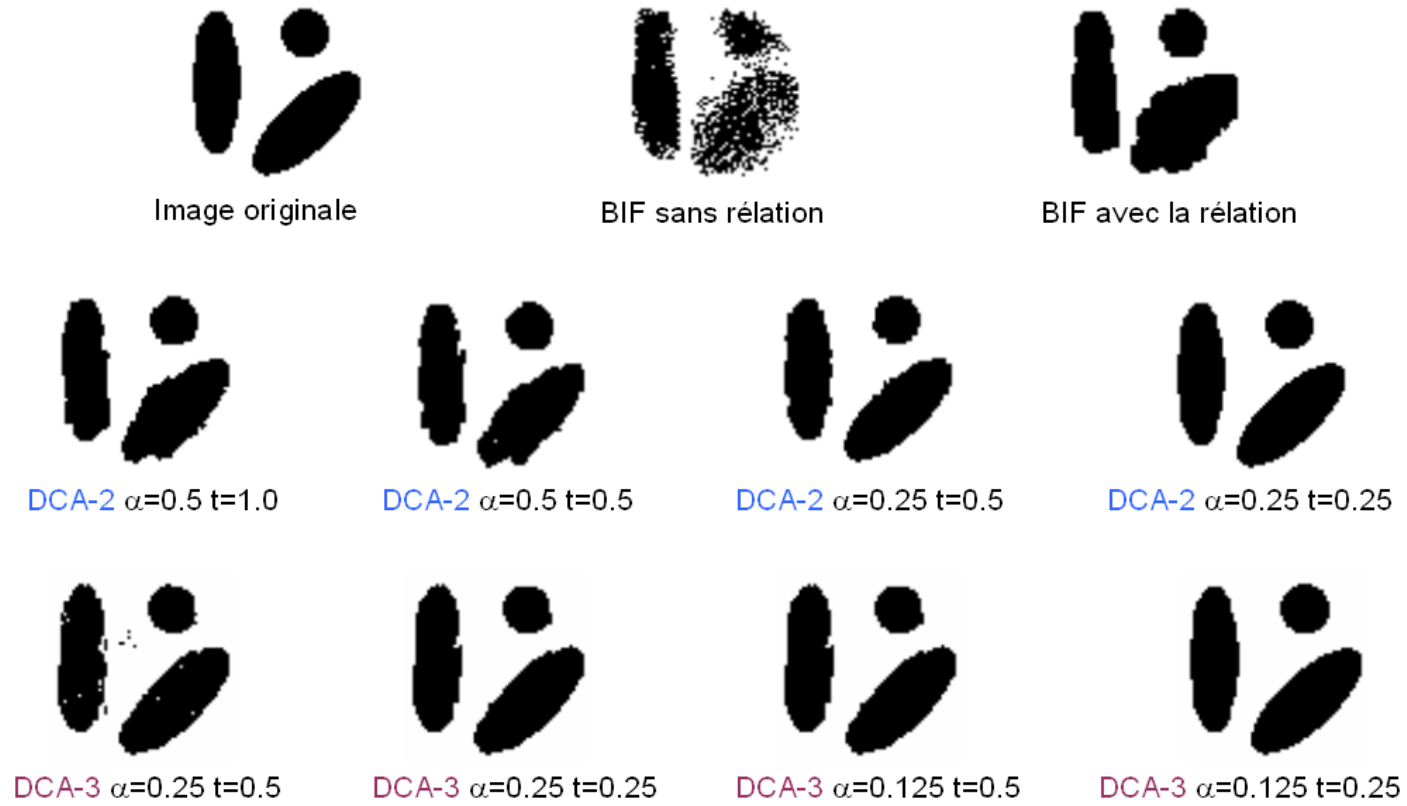 Image originale
BIF sans rélation
BIF avec la rélation
DCA-2 α=0.5 t=1.0
DCA-2 α=0.5 t=0.5
DCA-2 α=0.25 t=0.5
DCA-2 α=0.25 t=0.25
DCA-3 α=0.25 t=0.5
DCA-3 α=0.25 t=0.25
DCA-3 α=0.125 t=0.5
DCA-3 α=0.125 t=0.25